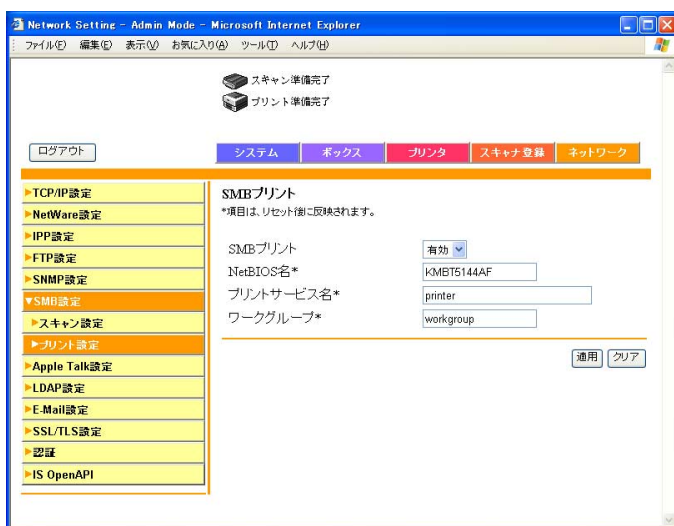 Network Setting - Admin Mode - Microsoft Internet Explorer
ファイル(F) 編集(E) 表示(V) お気に入り(A) ツール(T) ヘルプ(H)
スキャン準備完了
プリント準備完了
ログアウト
システム ボックス プリンタ スキャナ登録 ネットワーク
TCP/IP設定
NetWare設定
IPP設定
FTP設定
SNMP設定
SMB設定
スキャン設定
プリント設定
Apple Talk設定
LDAP設定
E-Mail設定
SSL/TLS設定
認証
IS OpenAPI
SMBプリント
*項目は、リセット後に反映されます。
SMBプリント 有効
NetBIOS名* KMBT5144AF
プリントサービス名* printer
ワークグループ* workgroup
適用 クリア